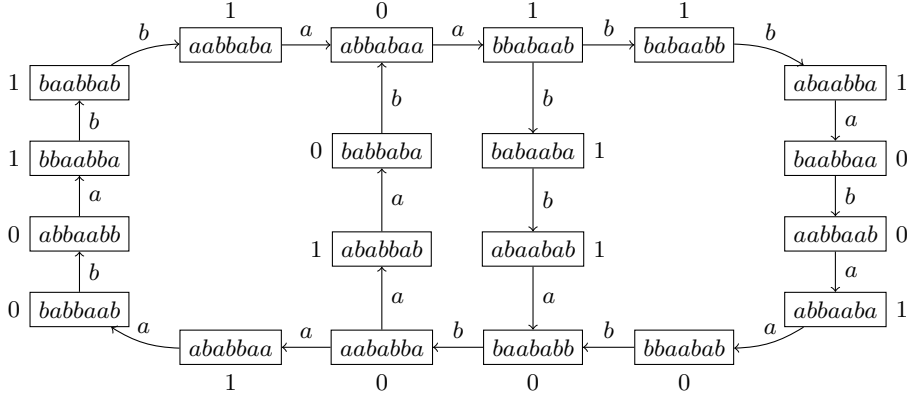 1 0 1 1
b aabbaba a abbabaa a bbabaab b babaabb b
1 baabbab abaabba 1
b b b a
0 babbaba babaaba 1
1 bbaabba baabbaa 0
a a b b
0 abbaabb aabbaab 0
1 ababbab abaabab 1
b a a a
0 babbaab abbaaba 1
a ababbaa a aababba b baababb b bbaabab a
1 0 0 0